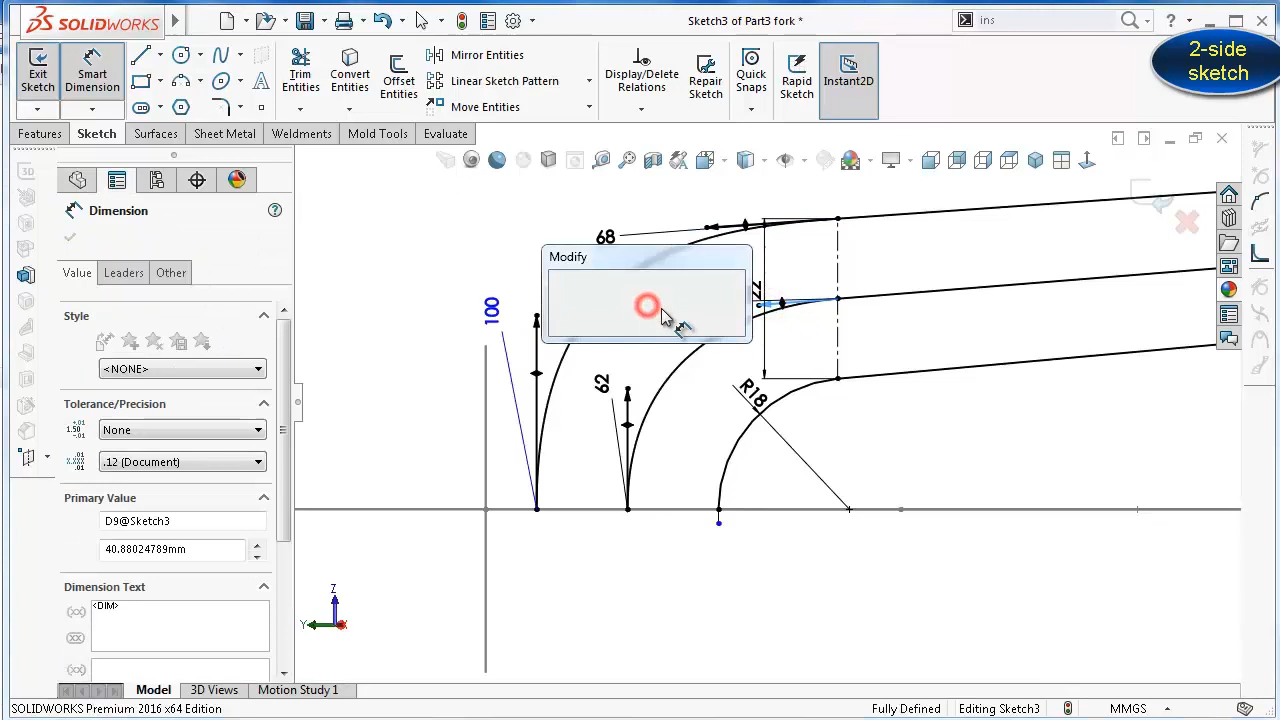 SOLIDWORKS
Sketch3 of Part3 fork *
ins
2-side
sketch
Exit
Sketch
Smart
Dimension
Trim
Entities
Convert
Entities
Offset
Entities
Mirror Entities
Linear Sketch Pattern
Move Entities
Display/Delete
Relations
Repair
Sketch
Quick
Snaps
Rapid
Sketch
Instant2D
Features
Sketch
Surfaces
Sheet Metal
Weldments
Mold Tools
Evaluate
Dimension
Value
Leaders
Other
Style
<NONE>
Tolerance/Precision
None
.12 (Document)
Primary Value
D9@Sketch3
40.88024789mm
Dimension Text
<DIM>
Modify
68
100
62
22
R18
Z
Y
X
Model
3D Views
Motion Study 1
SOLIDWORKS Premium 2016 x64 Edition
Fully Defined
Editing Sketch3
MMGS